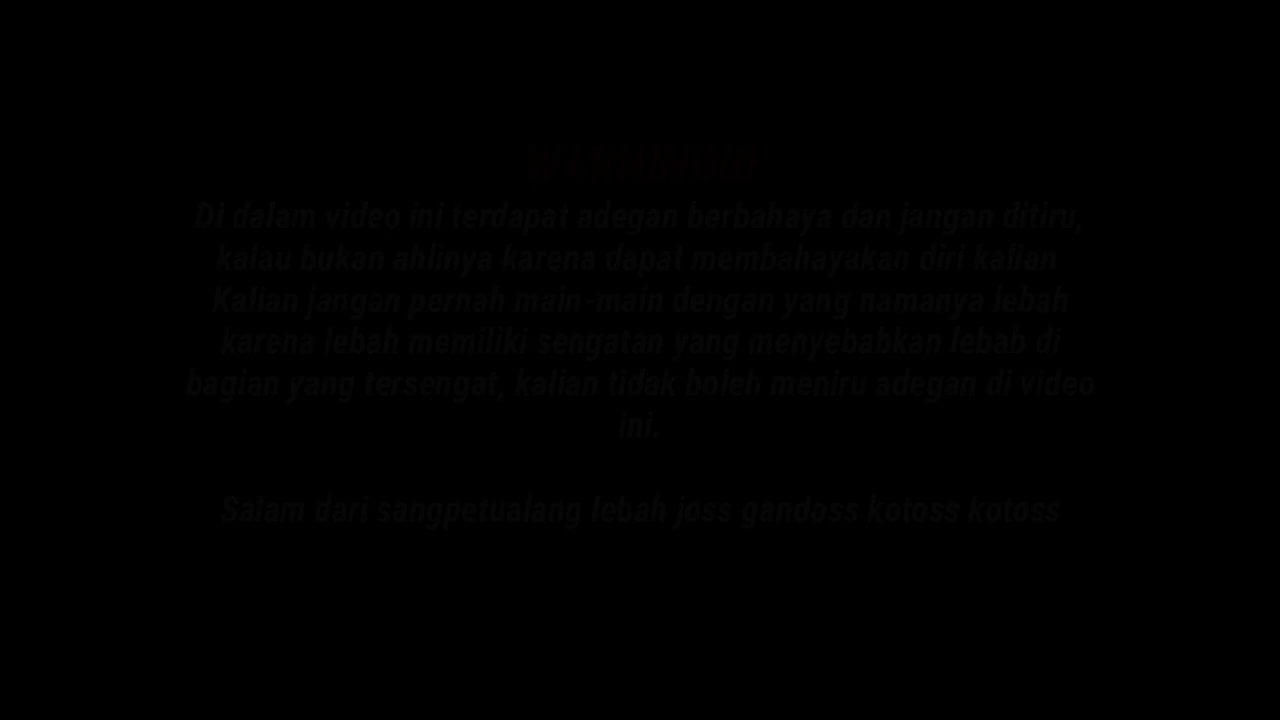 Di dalam video ini terdapat adegan berbahaya dan jangan ditiru,
kalau bukan ahlinya karena dapat membahayakan diri kalian
Kalian jangan pernah main-main dengan yang namanya lebah
karena lebah memiliki sengatan yang menyebabkan lebab di
bagian yang tersengat, kalian tidak boleh meniru adegan di video
ini.
Salam dari sangpetualang lebah joss gandoss kotoss kotoss